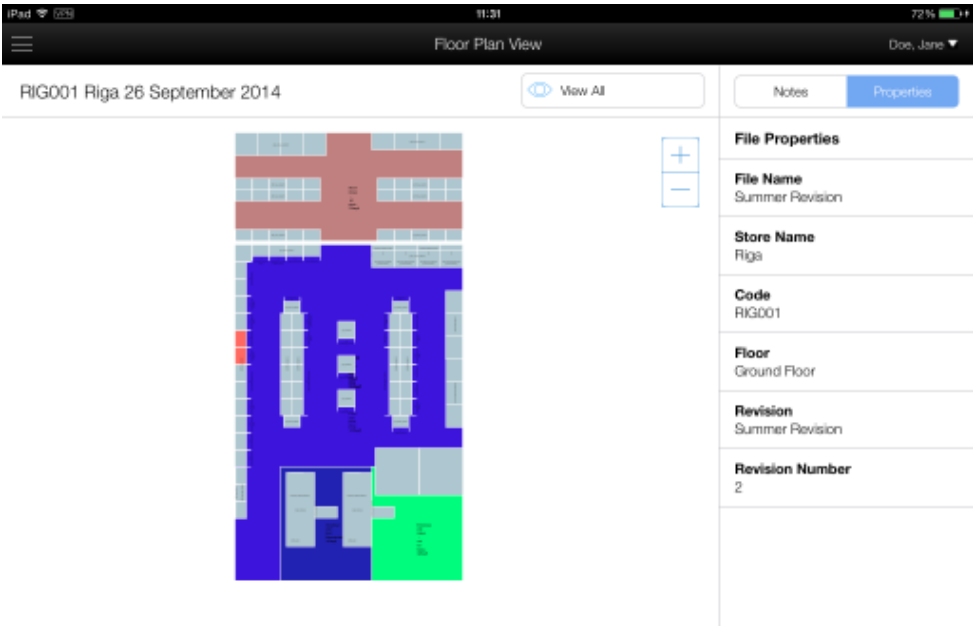 iPad VPN 11:31 72%
Floor Plan View Doe, Jane
RIG001 Riga 26 September 2014
View All
Notes Properties
File Properties
File Name
Summer Revision
Store Name
Riga
Code
RIG001
Floor
Ground Floor
Revision
Summer Revision
Revision Number
2